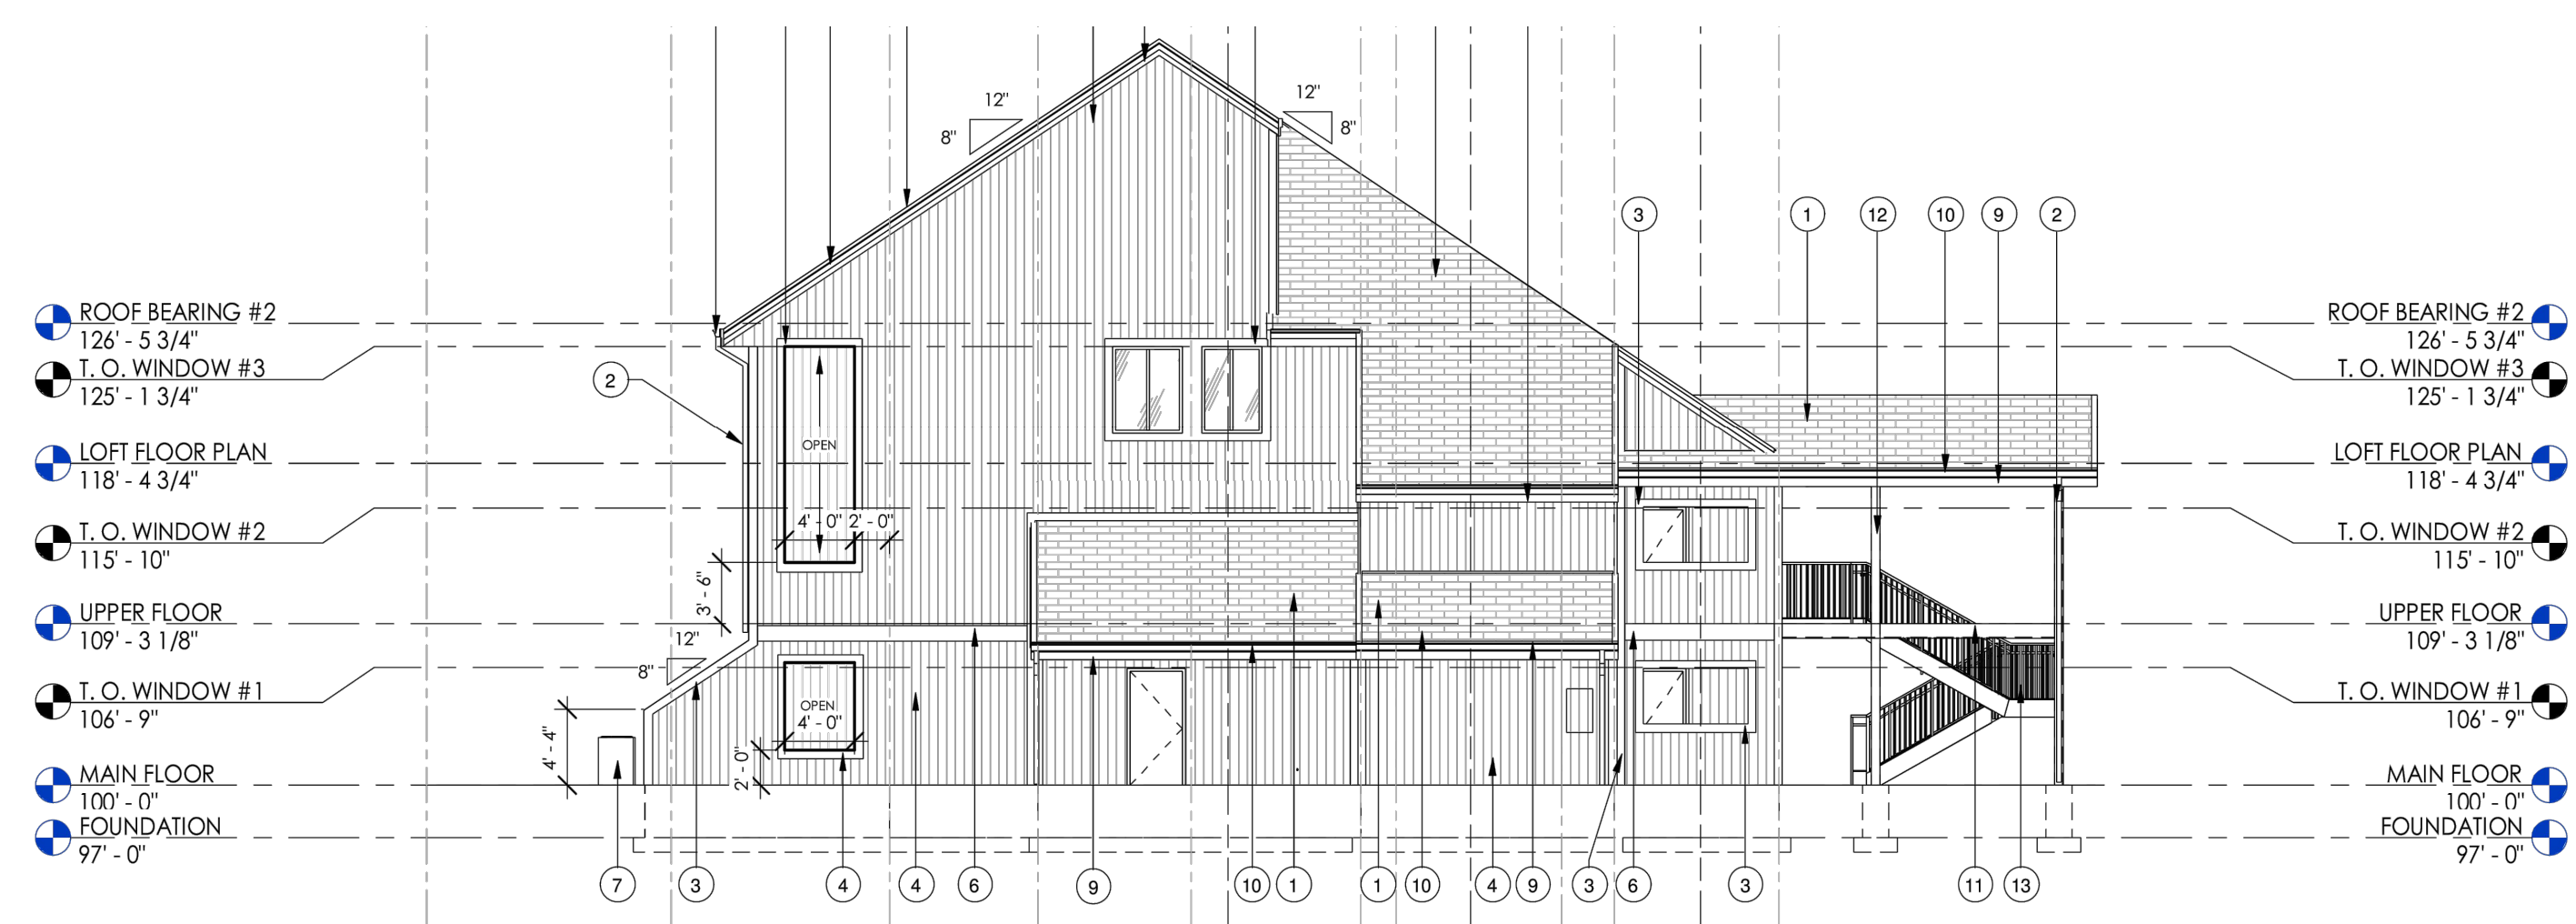 12"
8"
12"
8"
3
1
12
10
9
2
ROOF BEARING #2
126' - 5 3/4"
T. O. WINDOW #3
125' - 1 3/4"
LOFT FLOOR PLAN
118' - 4 3/4"
T. O. WINDOW #2
115' - 10"
UPPER FLOOR
109' - 3 1/8"
T. O. WINDOW #1
106' - 9"
MAIN FLOOR
100' - 0"
FOUNDATION
97' - 0"
2
OPEN
4' - 0" 2' - 0"
3' - 6"
12"
8"
OPEN
4' - 0"
4' - 4"
2' - 0"
ROOF BEARING #2
126' - 5 3/4"
T. O. WINDOW #3
125' - 1 3/4"
LOFT FLOOR PLAN
118' - 4 3/4"
T. O. WINDOW #2
115' - 10"
UPPER FLOOR
109' - 3 1/8"
T. O. WINDOW #1
106' - 9"
MAIN FLOOR
100' - 0"
FOUNDATION
97' - 0"
7
3
4
4
6
9
10
1
1
10
4
9
3
6
3
11
13